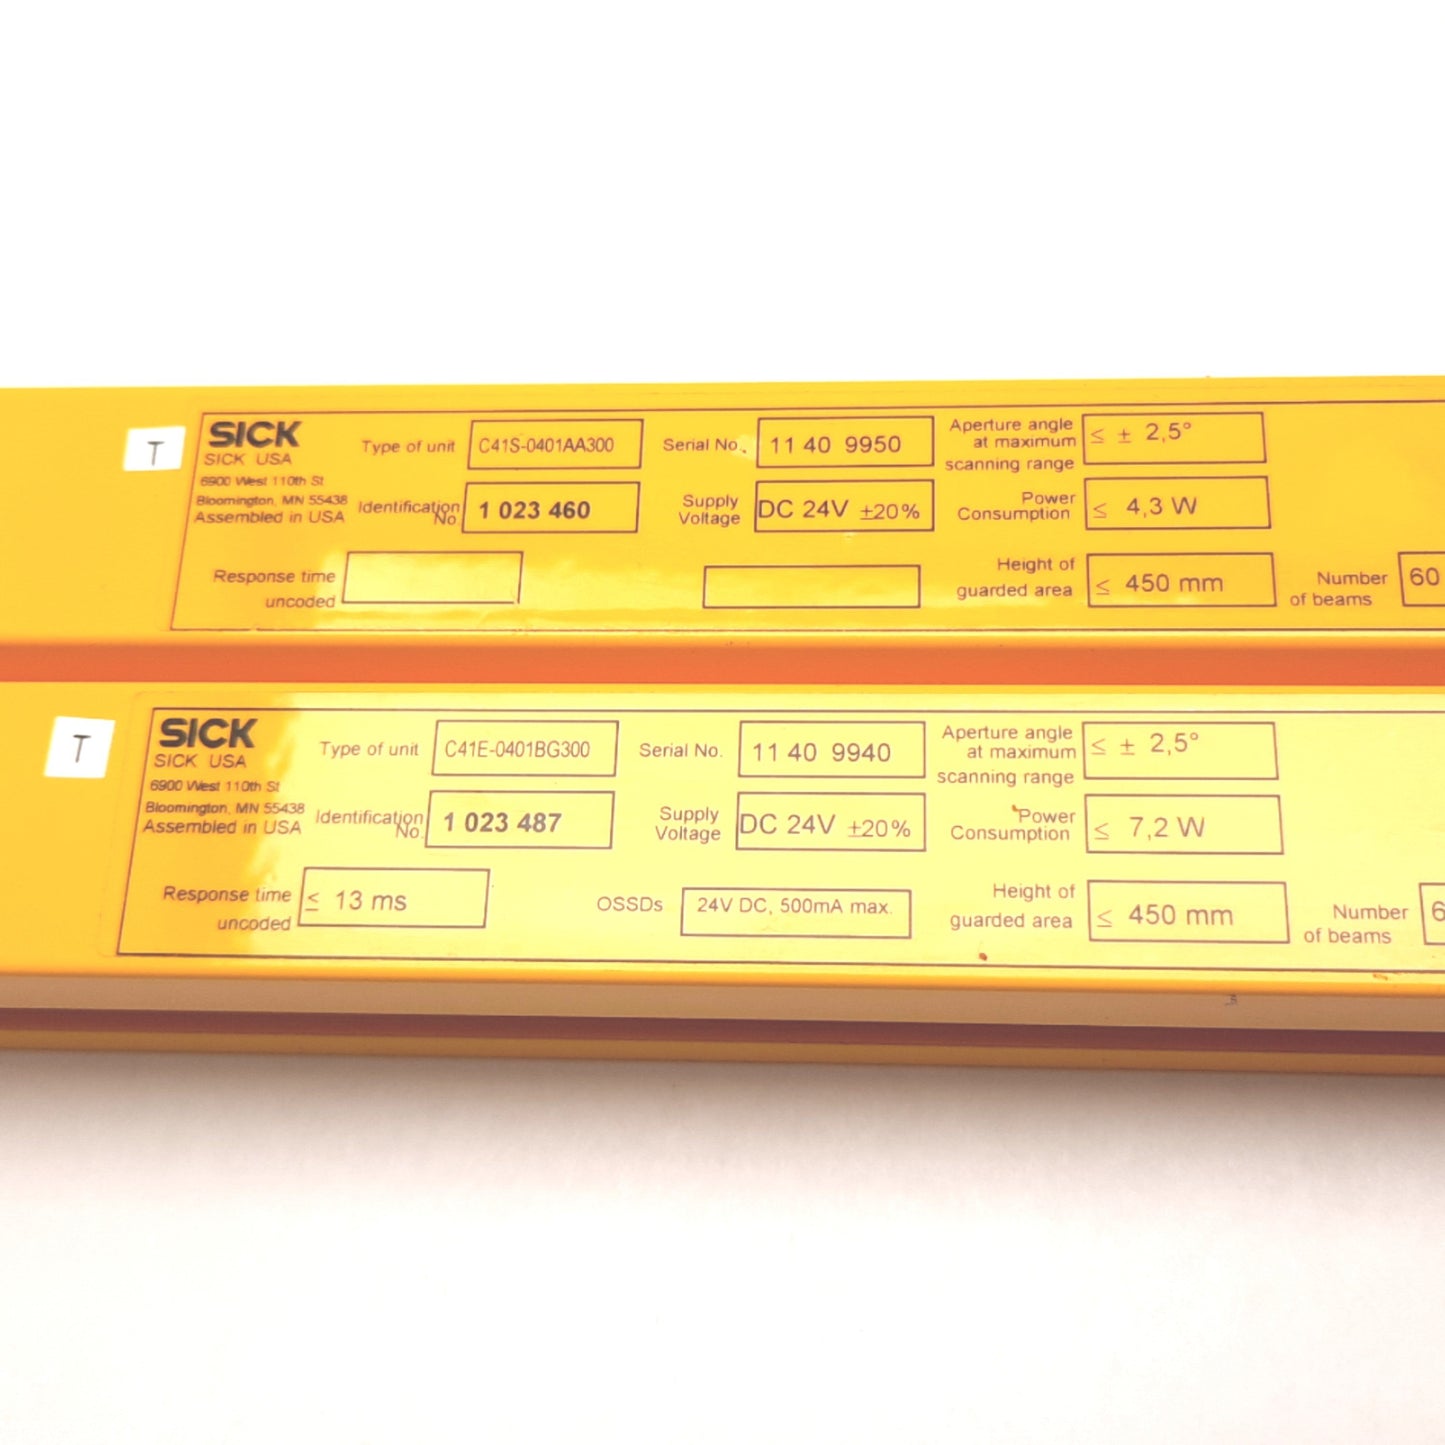 T
SICK
SICK USA
6900 West 110th St
Bloomington, MN 55438
Assembled in USA
Type of unit C41S-0401AA300
Identification No. 1 023 460
Serial No. 11 40 9950
Supply Voltage DC 24V ±20%
Aperture angle at maximum scanning range ≤ ± 2,5°
Power Consumption ≤ 4,3 W
Response time uncoded
Height of guarded area ≤ 450 mm
Number of beams 60
T
SICK
SICK USA
6900 West 110th St
Bloomington, MN 55438
Assembled in USA
Type of unit C41E-0401BG300
Identification No. 1 023 487
Serial No. 11 40 9940
Supply Voltage DC 24V ±20%
Aperture angle at maximum scanning range ≤ ± 2,5°
Power Consumption ≤ 7,2 W
Response time uncoded ≤ 13 ms
OSSDs 24V DC, 500mA max.
Height of guarded area ≤ 450 mm
Number of beams 6